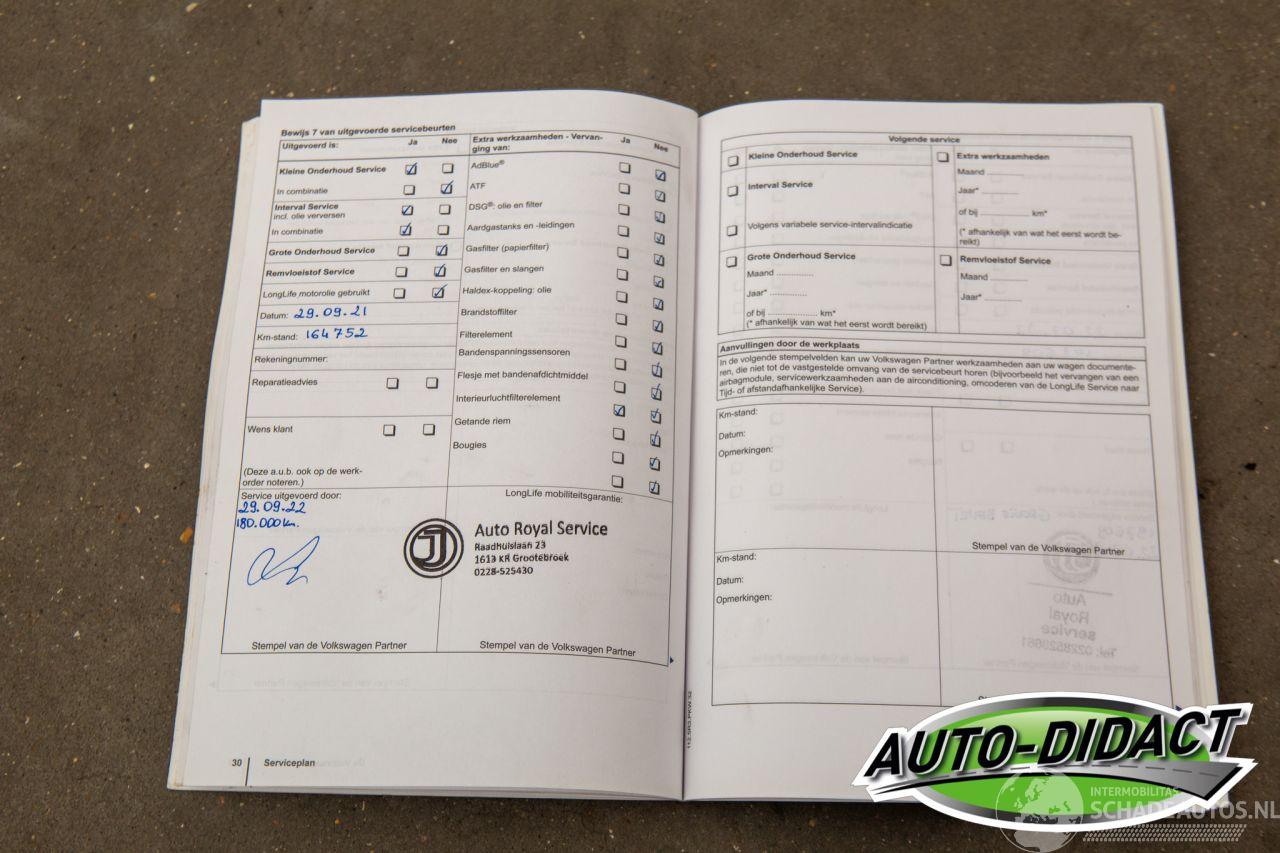 Bewijs 7 van uitgevoerde servicebeurten
Uitgevoerd is: Ja Nee
Kleine Onderhoud Service
In combinatie
Interval Service
incl. olie verversen
In combinatie
Grote Onderhoud Service
Remvloeistof Service
LongLife motorolie gebruikt
Datum: 29.09.21
Km-stand: 164752
Rekeningnummer:
Reparatieadvies
Wens klant
(Deze a.u.b. ook op de werk-
order noteren.)
Extra werkzaamheden - Vervan-
ging van: Ja Nee
AdBlue®
ATF
DSG®: olie en filter
Aardgastanks en -leidingen
Gasfilter (papierfilter)
Gasfilter en slangen
Haldex-koppeling: olie
Brandstoffilter
Filterelement
Bandenspanningssensoren
Flesje met bandenafdichtmiddel
Interieurluchtfilterelement
Getande riem
Bougies
Service uitgevoerd door:
29.09.22
180.000km.
LongLife mobiliteitsgarantie:
Auto Royal Service
Raadhuislaan 23
1613 KR Grootebroek
0228-525430
Stempel van de Volkswagen Partner
Stempel van de Volkswagen Partner
30 Serviceplan
Volgende service
Kleine Onderhoud Service
Interval Service
Volgens variabele service-intervalindicatie
Grote Onderhoud Service
Maand ...............
Jaar* ...............
of bij .................... km*
(* afhankelijk van wat het eerst wordt bereikt)
Extra werkzaamheden
Maand ...............
Jaar* ...............
of bij .................... km*
(* afhankelijk van wat het eerst wordt be-
reikt)
Remvloeistof Service
Maand ...............
Jaar* ...............
Aanvullingen door de werkplaats
In de volgende stempelvelden kan uw Volkswagen Partner werkzaamheden aan uw wagen documente-
ren, die niet tot de vastgestelde omvang van de servicebeurt horen (bijvoorbeeld het vervangen van een
airbagmodule, servicewerkzaamheden aan de airconditioning, omcoderen van de LongLife Service naar
Tijd- of afstandafhankelijke Service).
Km-stand:
Datum:
Opmerkingen:
Stempel van de Volkswagen Partner
Km-stand:
Datum:
Opmerkingen:
AUTO-DIDACT
INTERMOBILITAS
SCHADEAUTOS.NL